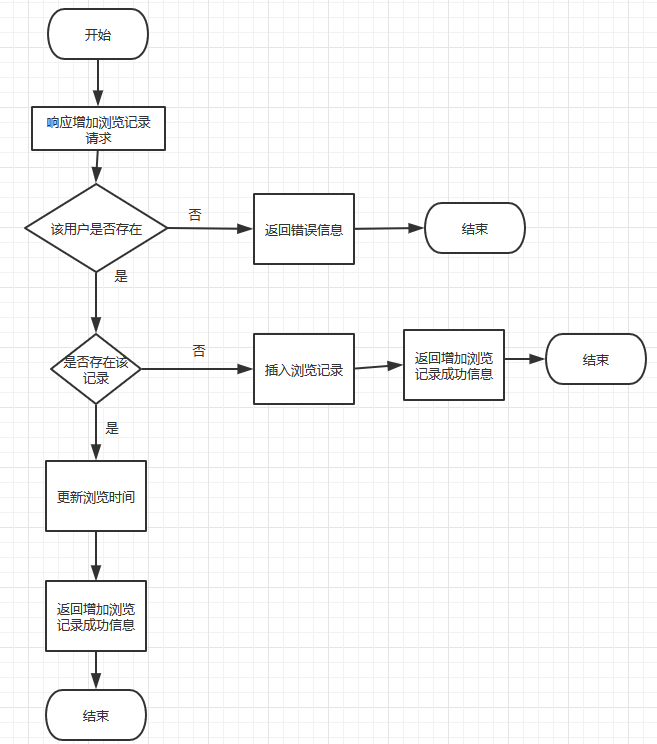 开始
响应增加浏览记录
请求
该用户是否存在
否
返回错误信息
结束
是
是否存在该
记录
否
插入浏览记录
返回增加浏览
记录成功信息
结束
是
更新浏览时间
返回增加浏览
记录成功信息
结束